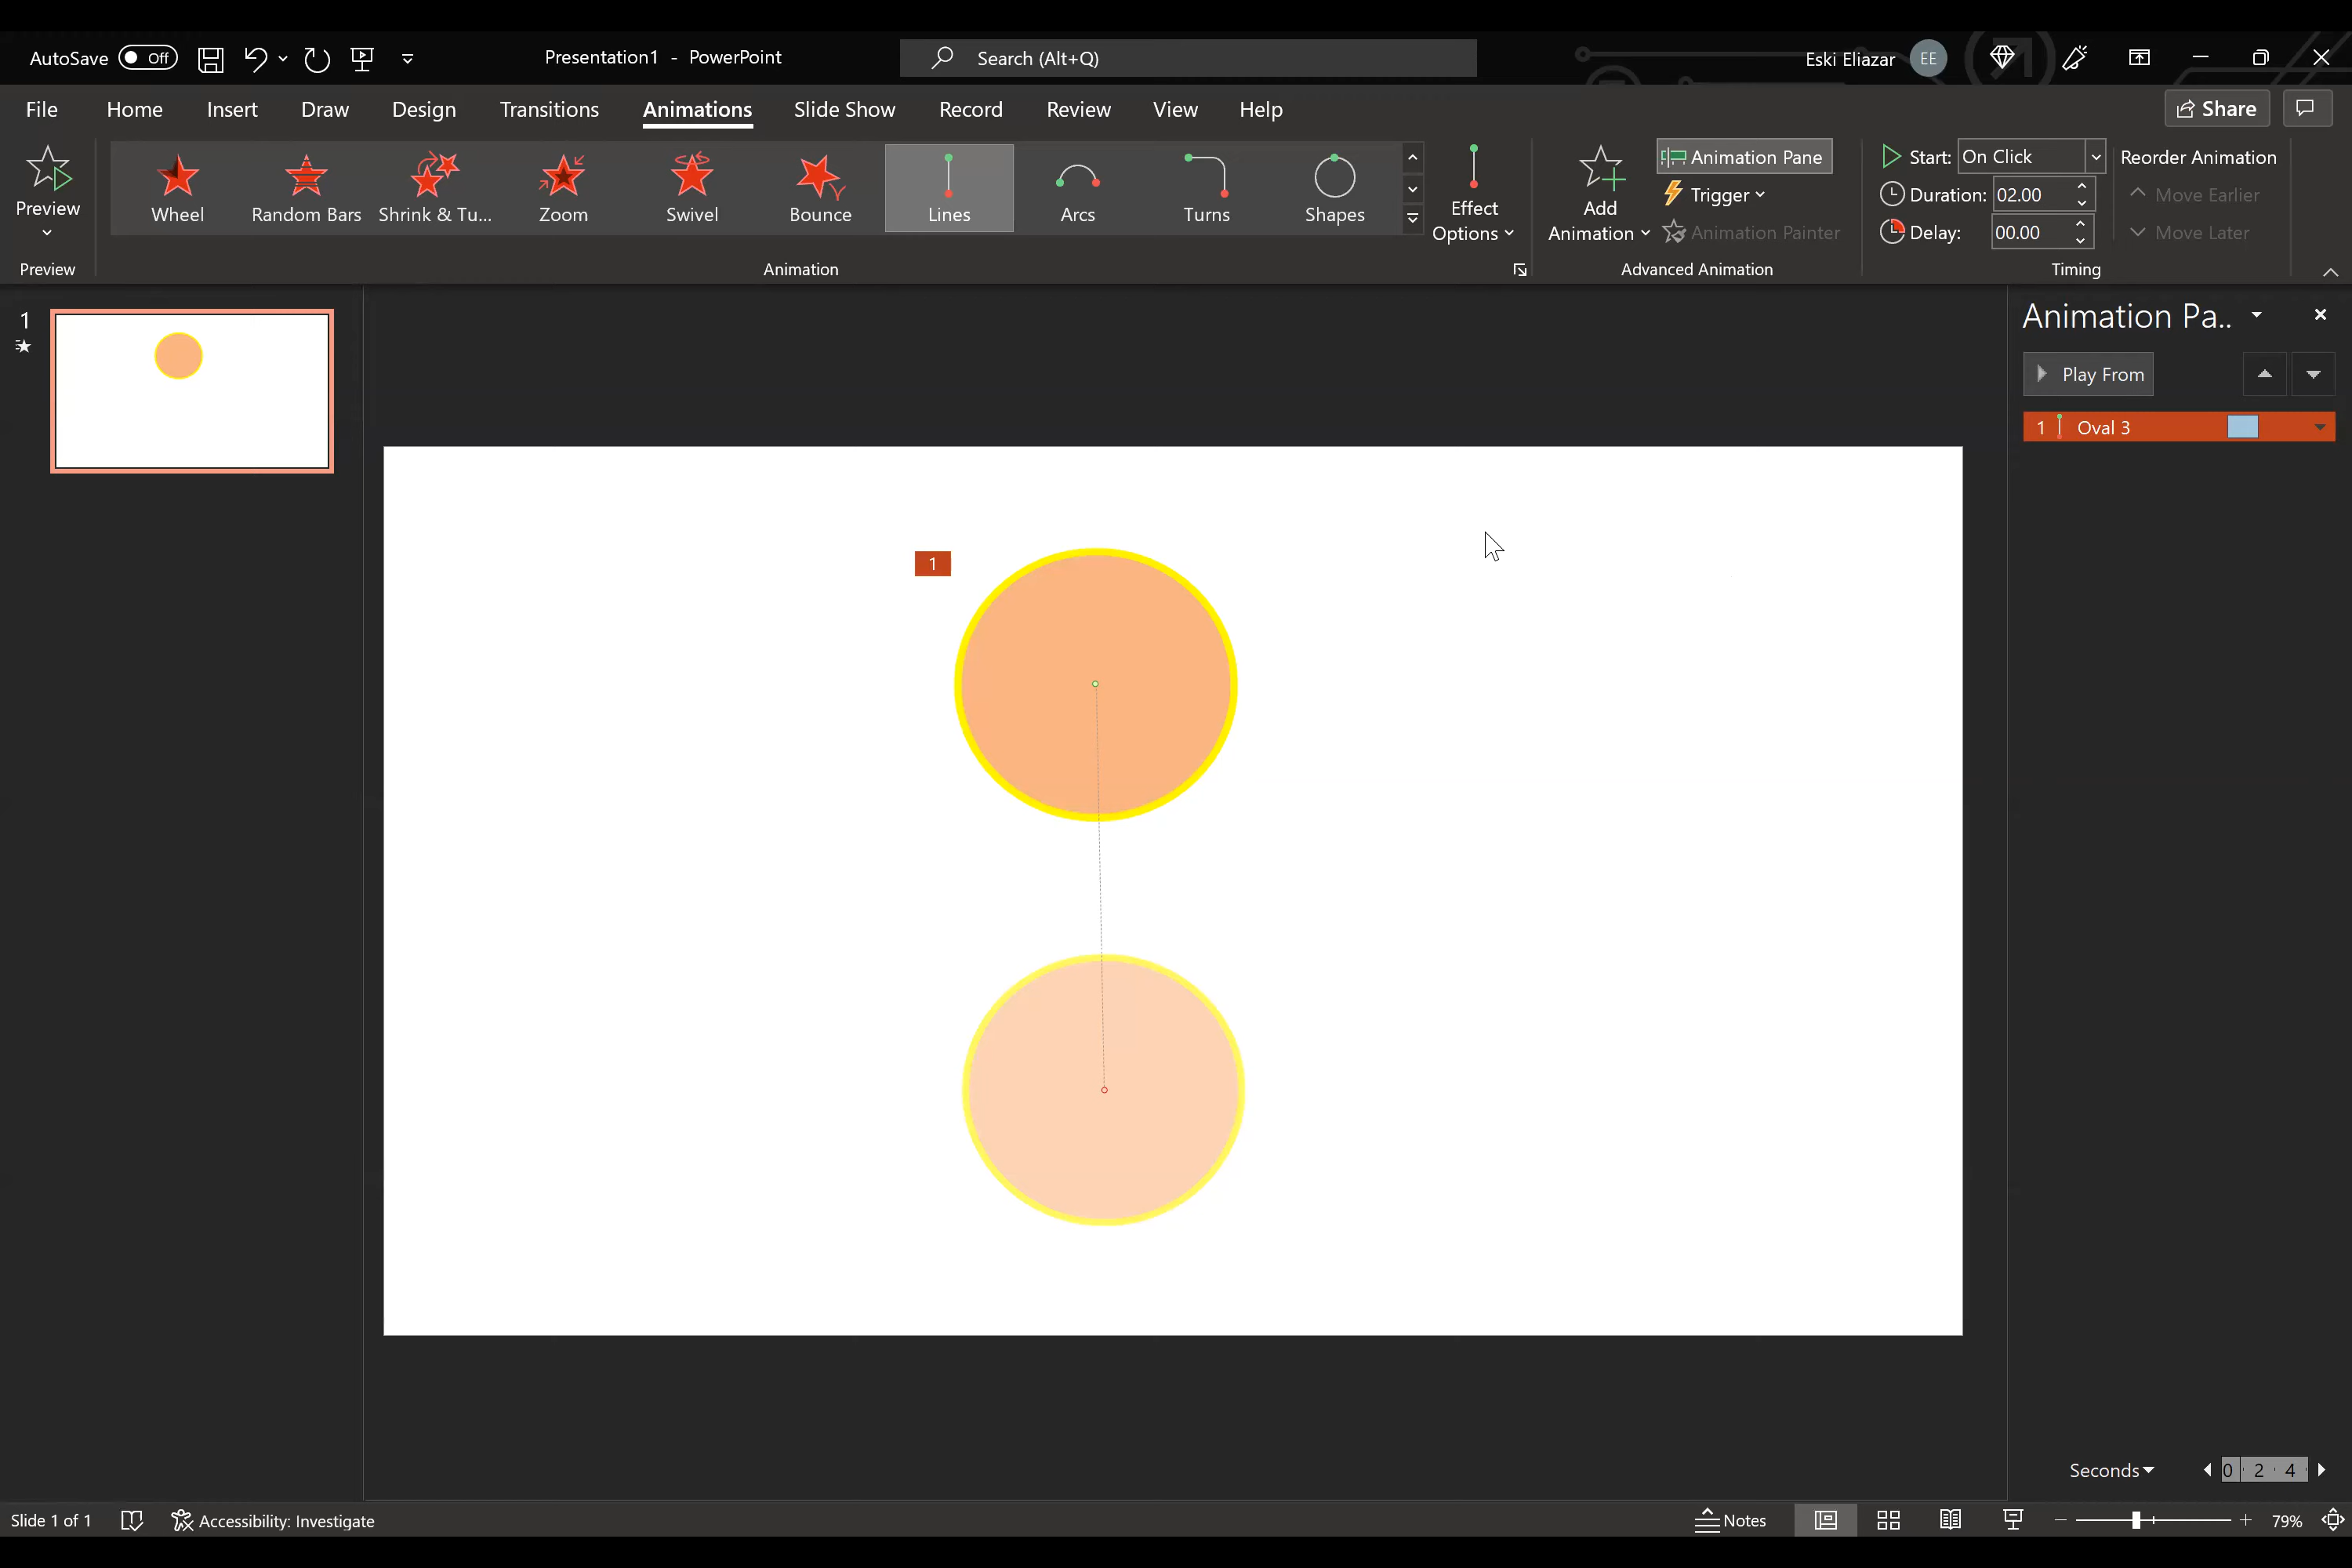 AutoSave Off
Presentation1 - PowerPoint
Search (Alt+Q)
Eski Eliazar EE
File Home Insert Draw Design Transitions Animations Slide Show Record Review View Help
Share
Preview
Wheel Random Bars Shrink & Tu... Zoom Swivel Bounce Lines Arcs Turns Shapes
Effect
Options
Add
Animation
Animation Pane
Trigger
Animation Painter
Start: On Click
Duration: 02.00
Delay: 00.00
Reorder Animation
Move Earlier
Move Later
Preview Animation Advanced Animation Timing
1
Animation Pa..
Play From
1 Oval 3
1
Seconds 0 2 4
Slide 1 of 1
Accessibility: Investigate
Notes
79%